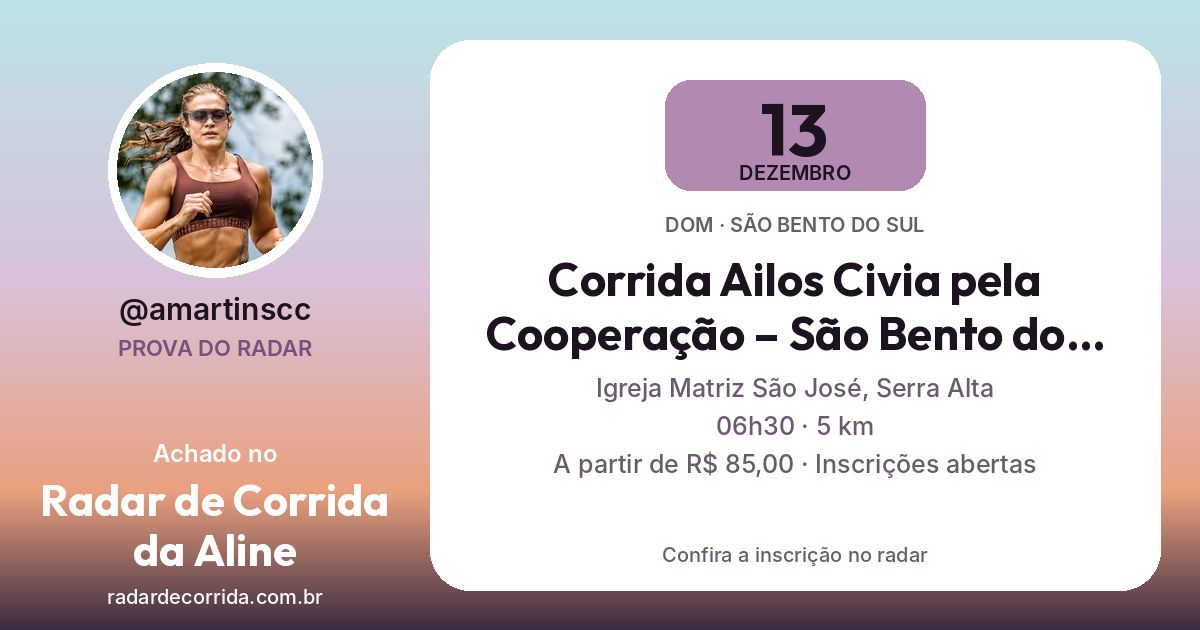 @amartinscc
PROVA DO RADAR
Achado no
Radar de Corrida
da Aline
radardecorrida.com.br
13
DEZEMBRO
DOM · SÃO BENTO DO SUL
Corrida Ailos Civia pela
Cooperação – São Bento do...
Igreja Matriz São José, Serra Alta
06h30 · 5 km
A partir de R$ 85,00 · Inscrições abertas
Confira a inscrição no radar